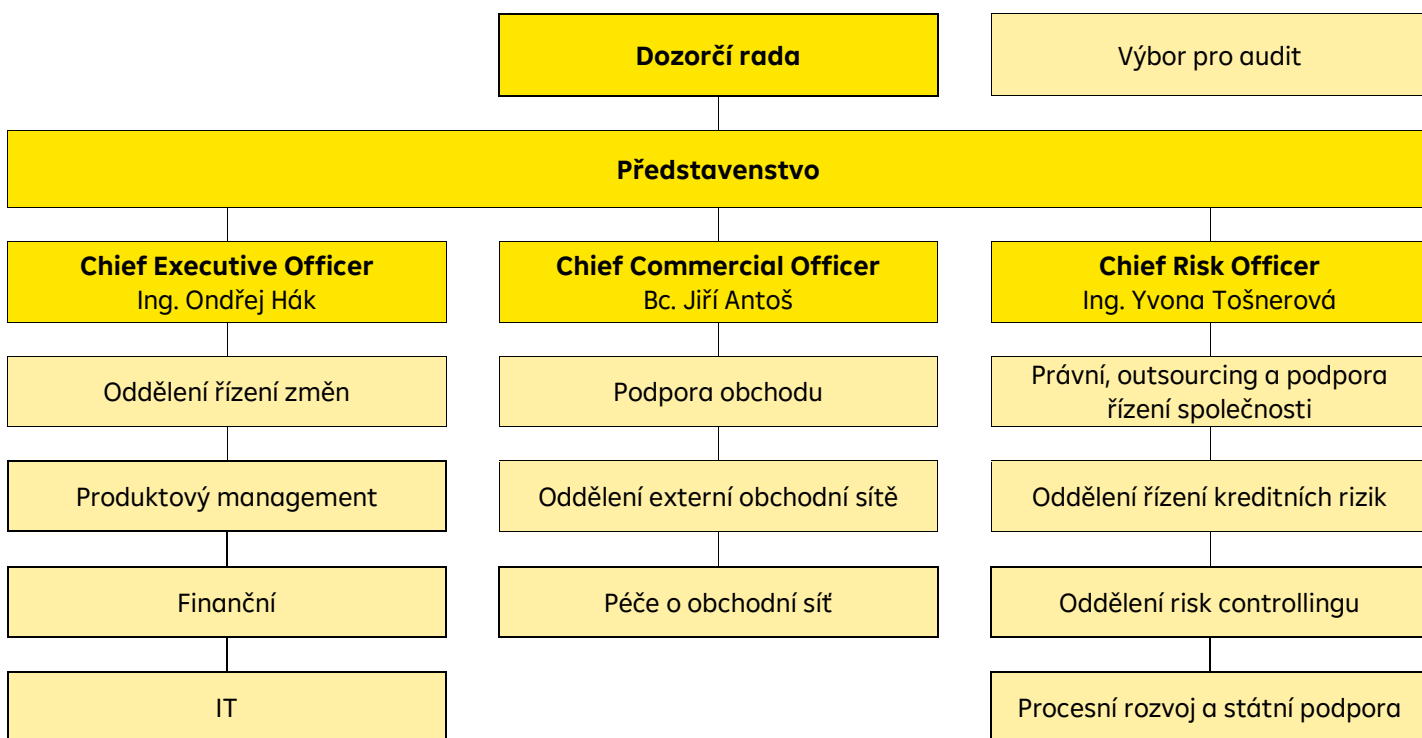 Dozorčí rada
Výbor pro audit
Představenstvo
Chief Executive Officer
Ing. Ondřej Hák
Chief Commercial Officer
Bc. Jiří Antoš
Chief Risk Officer
Ing. Yvona Tošnerová
Oddělení řízení změn
Podpora obchodu
Právní, outsourcing a podpora
řízení společnosti
Produktový management
Oddělení externí obchodní sítě
Oddělení řízení kreditních rizik
Finanční
Péče o obchodní síť
Oddělení risk controllingu
IT
Procesní rozvoj a státní podpora